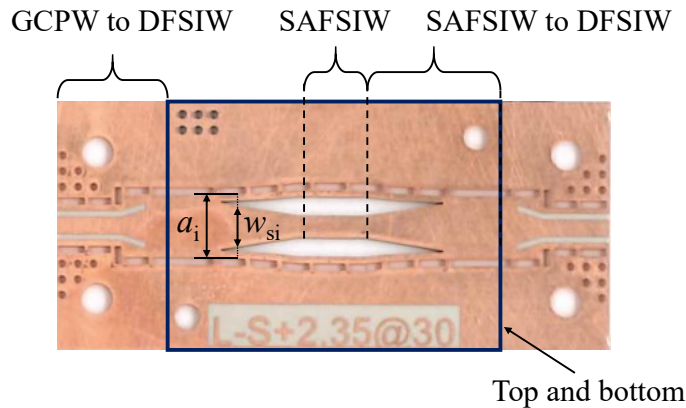 GCPW to DFSIW SAFSIW SAFSIW to DFSIW
aᵢ wₛᵢ
L-S+2.35@30
Top and bottom